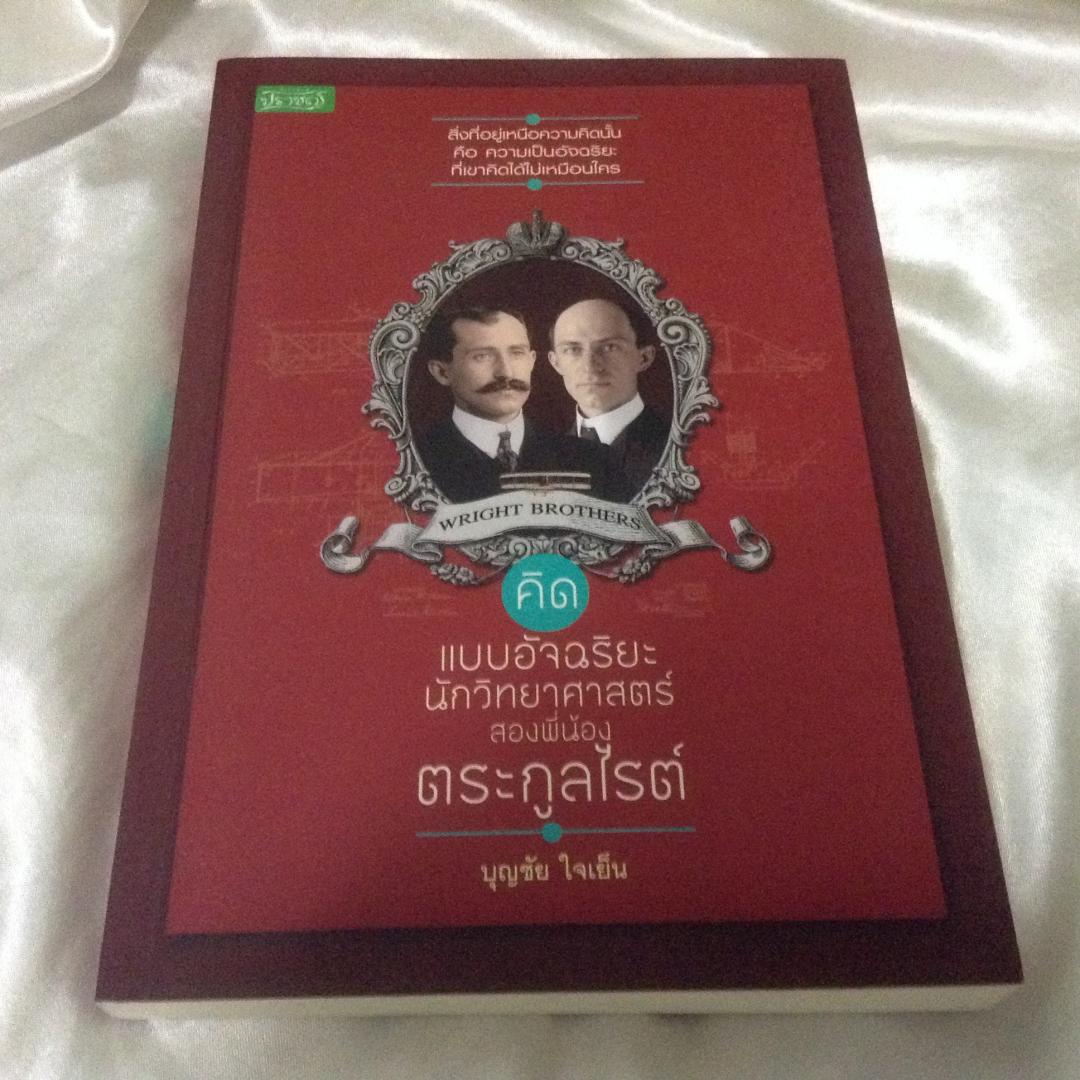 ปราชญ์
สิ่งที่อยู่เหนือความคิดนั้น
คือ ความเป็นอัจฉริยะ
ที่เขาคิดได้ไม่เหมือนใคร
WRIGHT BROTHERS
คิด
แบบอัจฉริยะ
นักวิทยาศาสตร์
สองพี่น้อง
ตระกูลไรต์
บุญชัย ใจเย็น